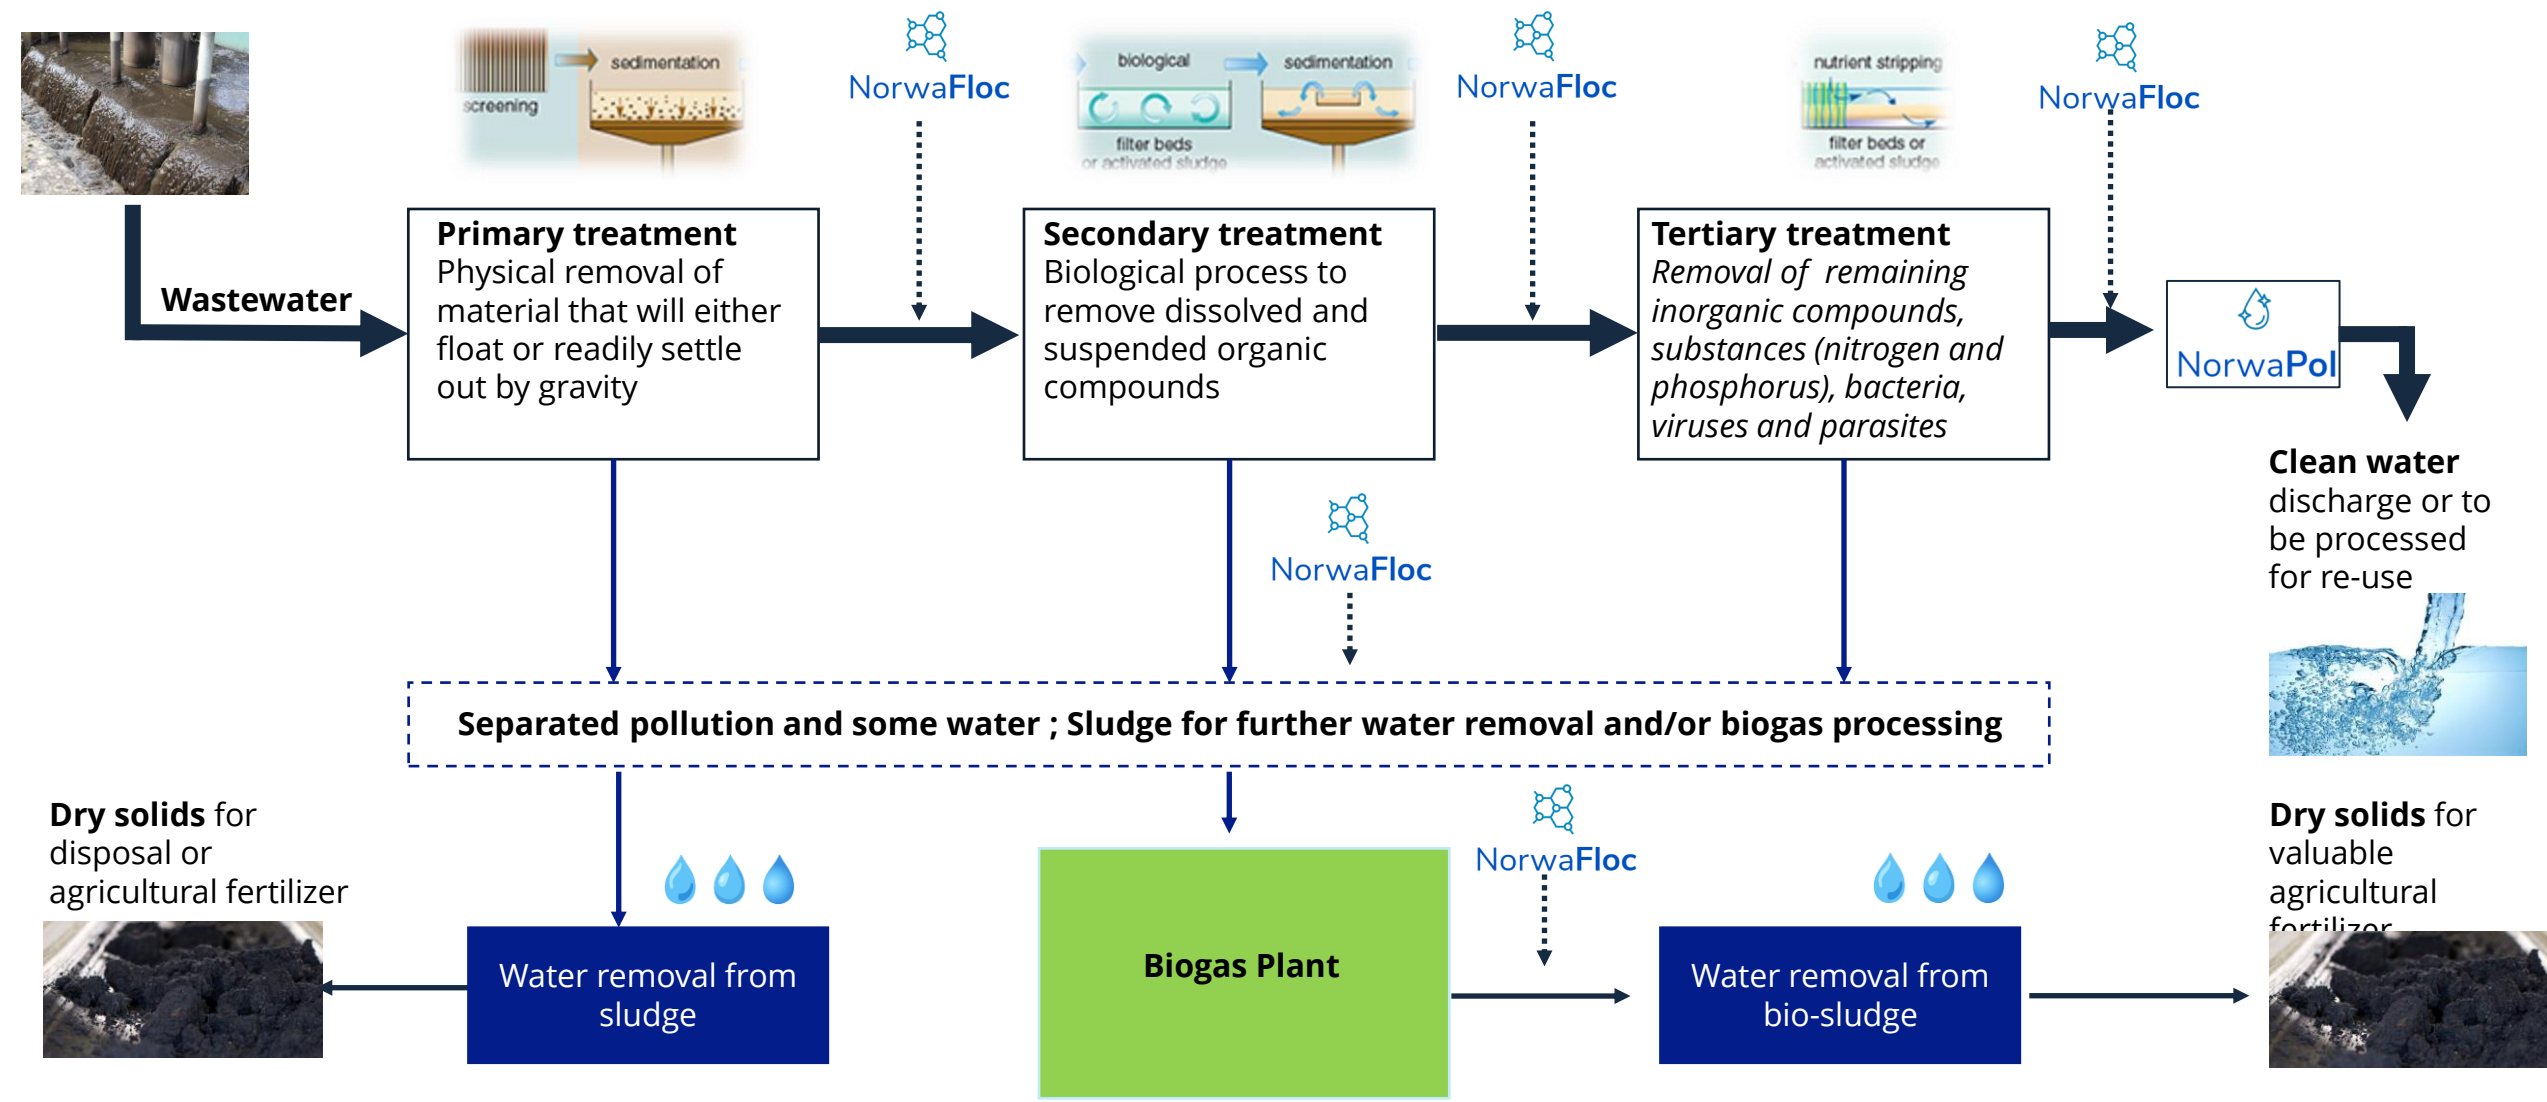 sedimentation
screening
NorwaFloc
biological
sedimentation
filter beds
or activated sludge
NorwaFloc
nutrient stripping
filter beds or
activated sludge
NorwaFloc
Wastewater
Primary treatment
Physical removal of
material that will either
float or readily settle
out by gravity
Secondary treatment
Biological process to
remove dissolved and
suspended organic
compounds
Tertiary treatment
Removal of remaining
inorganic compounds,
substances (nitrogen and
phosphorus), bacteria,
viruses and parasites
NorwaPol
Clean water
discharge or to
be processed
for re-use
NorwaFloc
Separated pollution and some water ; Sludge for further water removal and/or biogas processing
Dry solids for
disposal or
agricultural fertilizer
Water removal from
sludge
Biogas Plant
NorwaFloc
Water removal from
bio-sludge
Dry solids for
valuable
agricultural
fertilizer